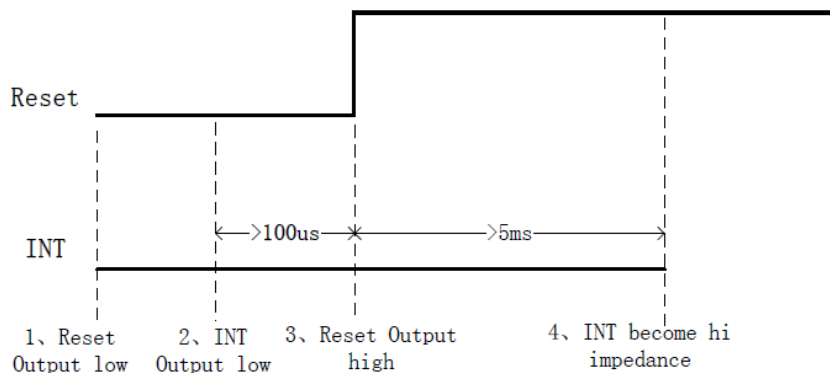 Reset
>100us
>5ms
INT
1、Reset
Output low
2、INT
Output low
3、Reset Output
high
4、INT become hi
impedance